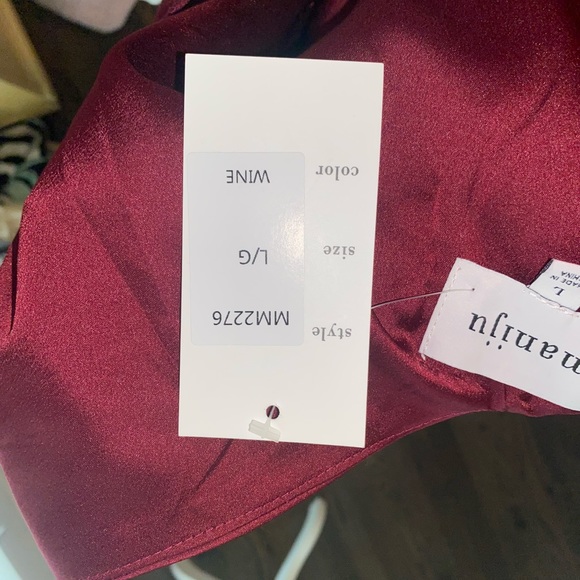 style MM2276
size L/G
color WINE
maniju
L
MADE IN
CHINA